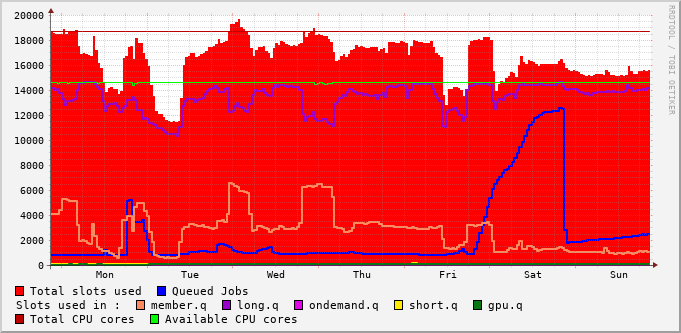 20000
18000
16000
14000
12000
10000
8000
6000
4000
2000
0
Mon Tue Wed Thu Fri Sat Sun
RRDTOOL / TOBI OETIKER
Total slots used Queued Jobs
Slots used in : member.q long.q ondemand.q short.q gpu.q
Total CPU cores Available CPU cores